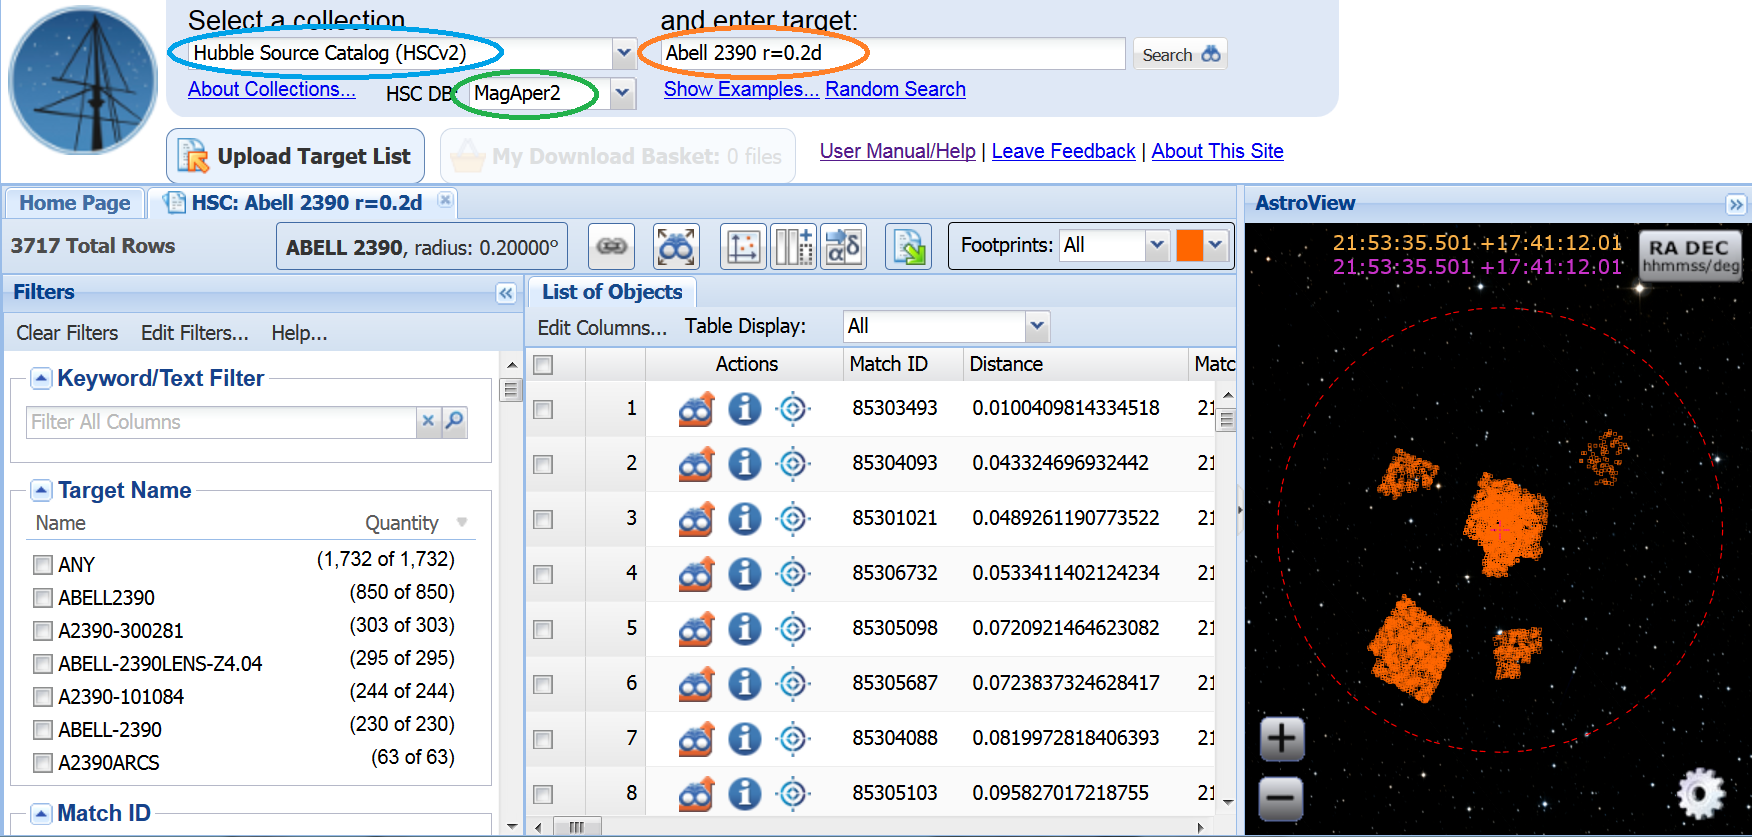 Select a collection
and enter target:
Hubble Source Catalog (HSCv2)
Abell 2390 r=0.2d
Search
About Collections...
HSC DB:
MagAper2
Show Examples...
Random Search
Upload Target List
My Download Basket: 0 files
User Manual/Help | Leave Feedback | About This Site
Home Page
HSC: Abell 2390 r=0.2d
AstroView
3717 Total Rows
ABELL 2390, radius: 0.20000°
Footprints: All
21:53:35.501 +17:41:12.01
21:53:35.501 +17:41:12.01
RA DEC
hhmmss/deg
Filters
List of Objects
Clear Filters
Edit Filters...
Help...
Edit Columns...
Table Display: All
Actions Match ID Distance Matc
Keyword/Text Filter
Filter All Columns
Target Name
Name Quantity
ANY (1,732 of 1,732)
ABELL2390 (850 of 850)
A2390-300281 (303 of 303)
ABELL-2390LENS-Z4.04 (295 of 295)
A2390-101084 (244 of 244)
ABELL-2390 (230 of 230)
A2390ARCS (63 of 63)
Match ID
1 85303493 0.0100409814334518 21
2 85304093 0.043324696932442 21
3 85301021 0.0489261190773522 21
4 85306732 0.0533411402124234 21
5 85305098 0.0720921464623082 21
6 85305687 0.0723837324628417 21
7 85304088 0.0819972818406393 21
8 85305103 0.095827017218755 21